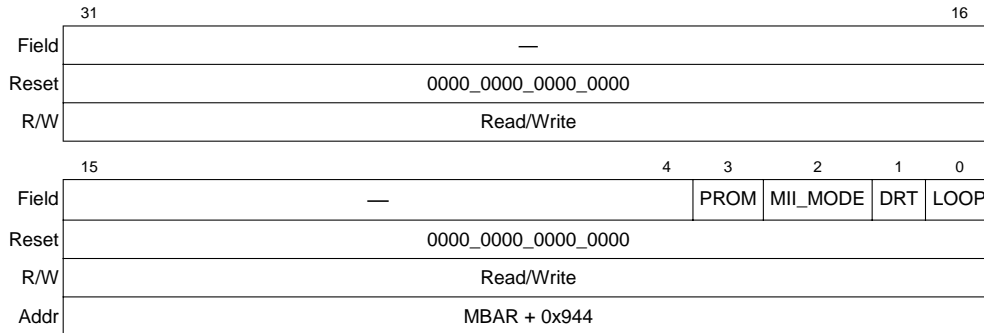 31 16
Field —
Reset 0000_0000_0000_0000
R/W Read/Write
15 4 3 2 1 0
Field — PROM MII_MODE DRT LOOP
Reset 0000_0000_0000_0000
R/W Read/Write
Addr MBAR + 0x944